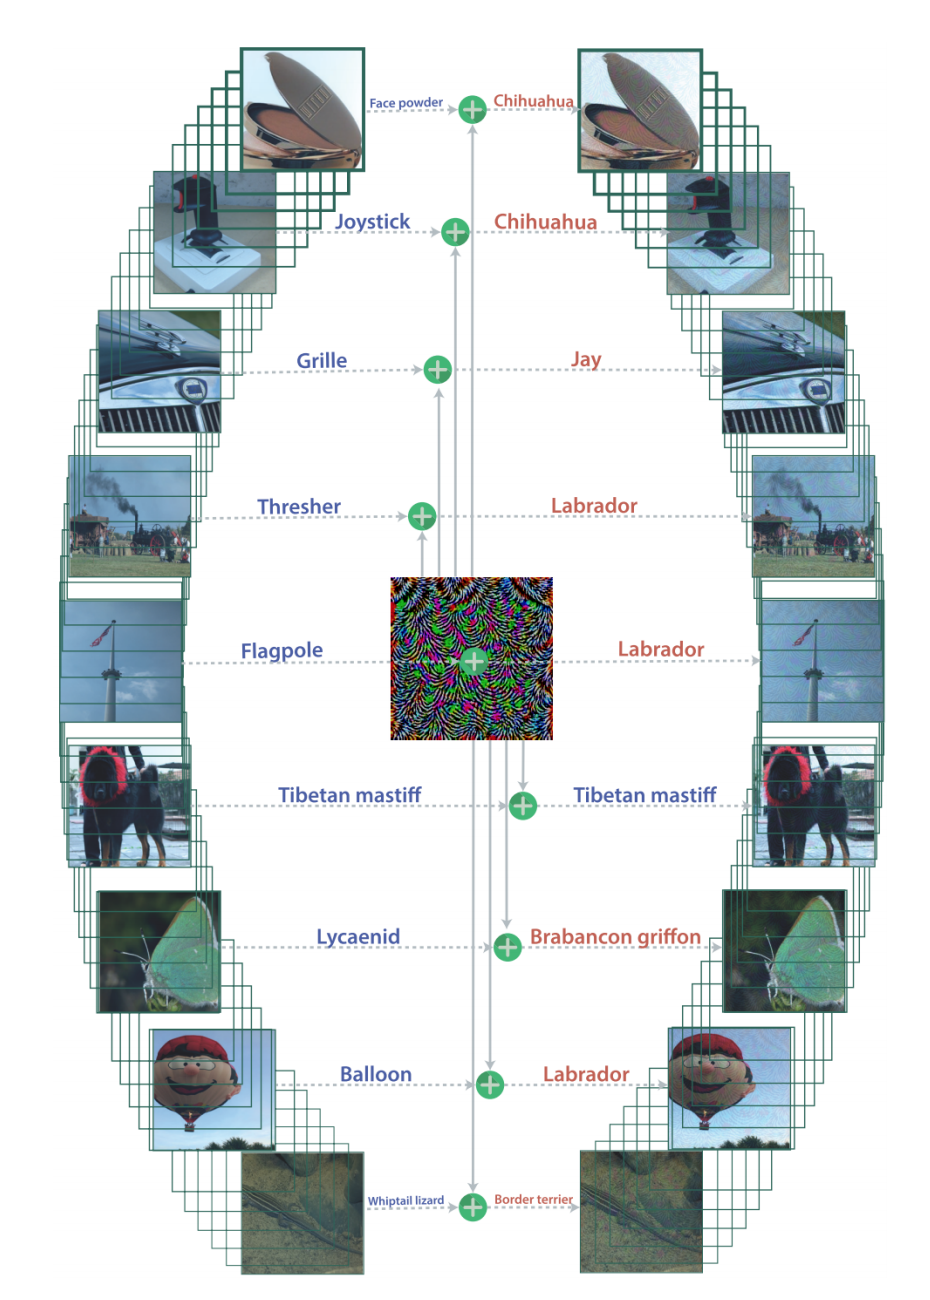 Face powder Chihuahua
Joystick Chihuahua
Grille Jay
Thresher Labrador
Flagpole Labrador
Tibetan mastiff Tibetan mastiff
Lycaenid Brabancon griffon
Balloon Labrador
Whiptail lizard Border terrier